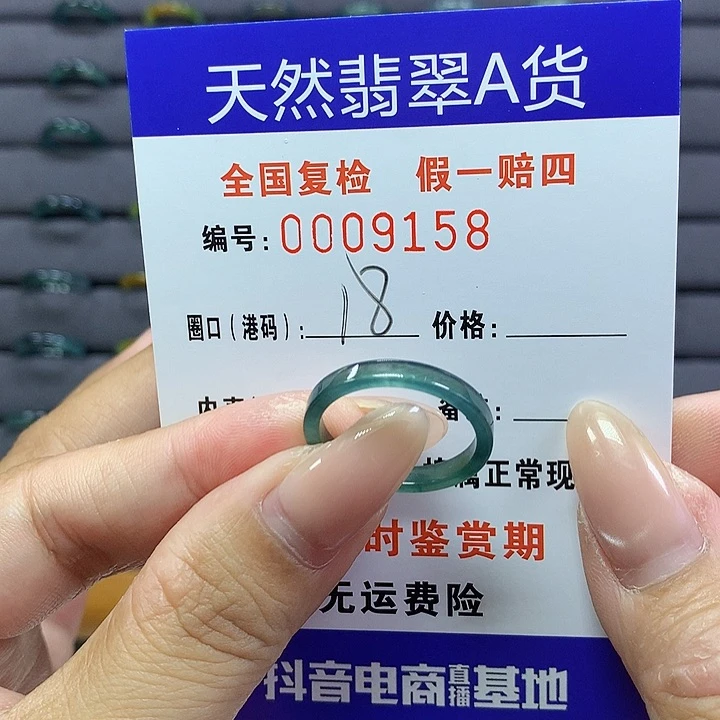 天然翡翠A货
全国复检 假一赔四
编号:0009158
圈口(港码):18 价格:
内
属正常现
时鉴赏期
无运费险
抖音电商直播基地